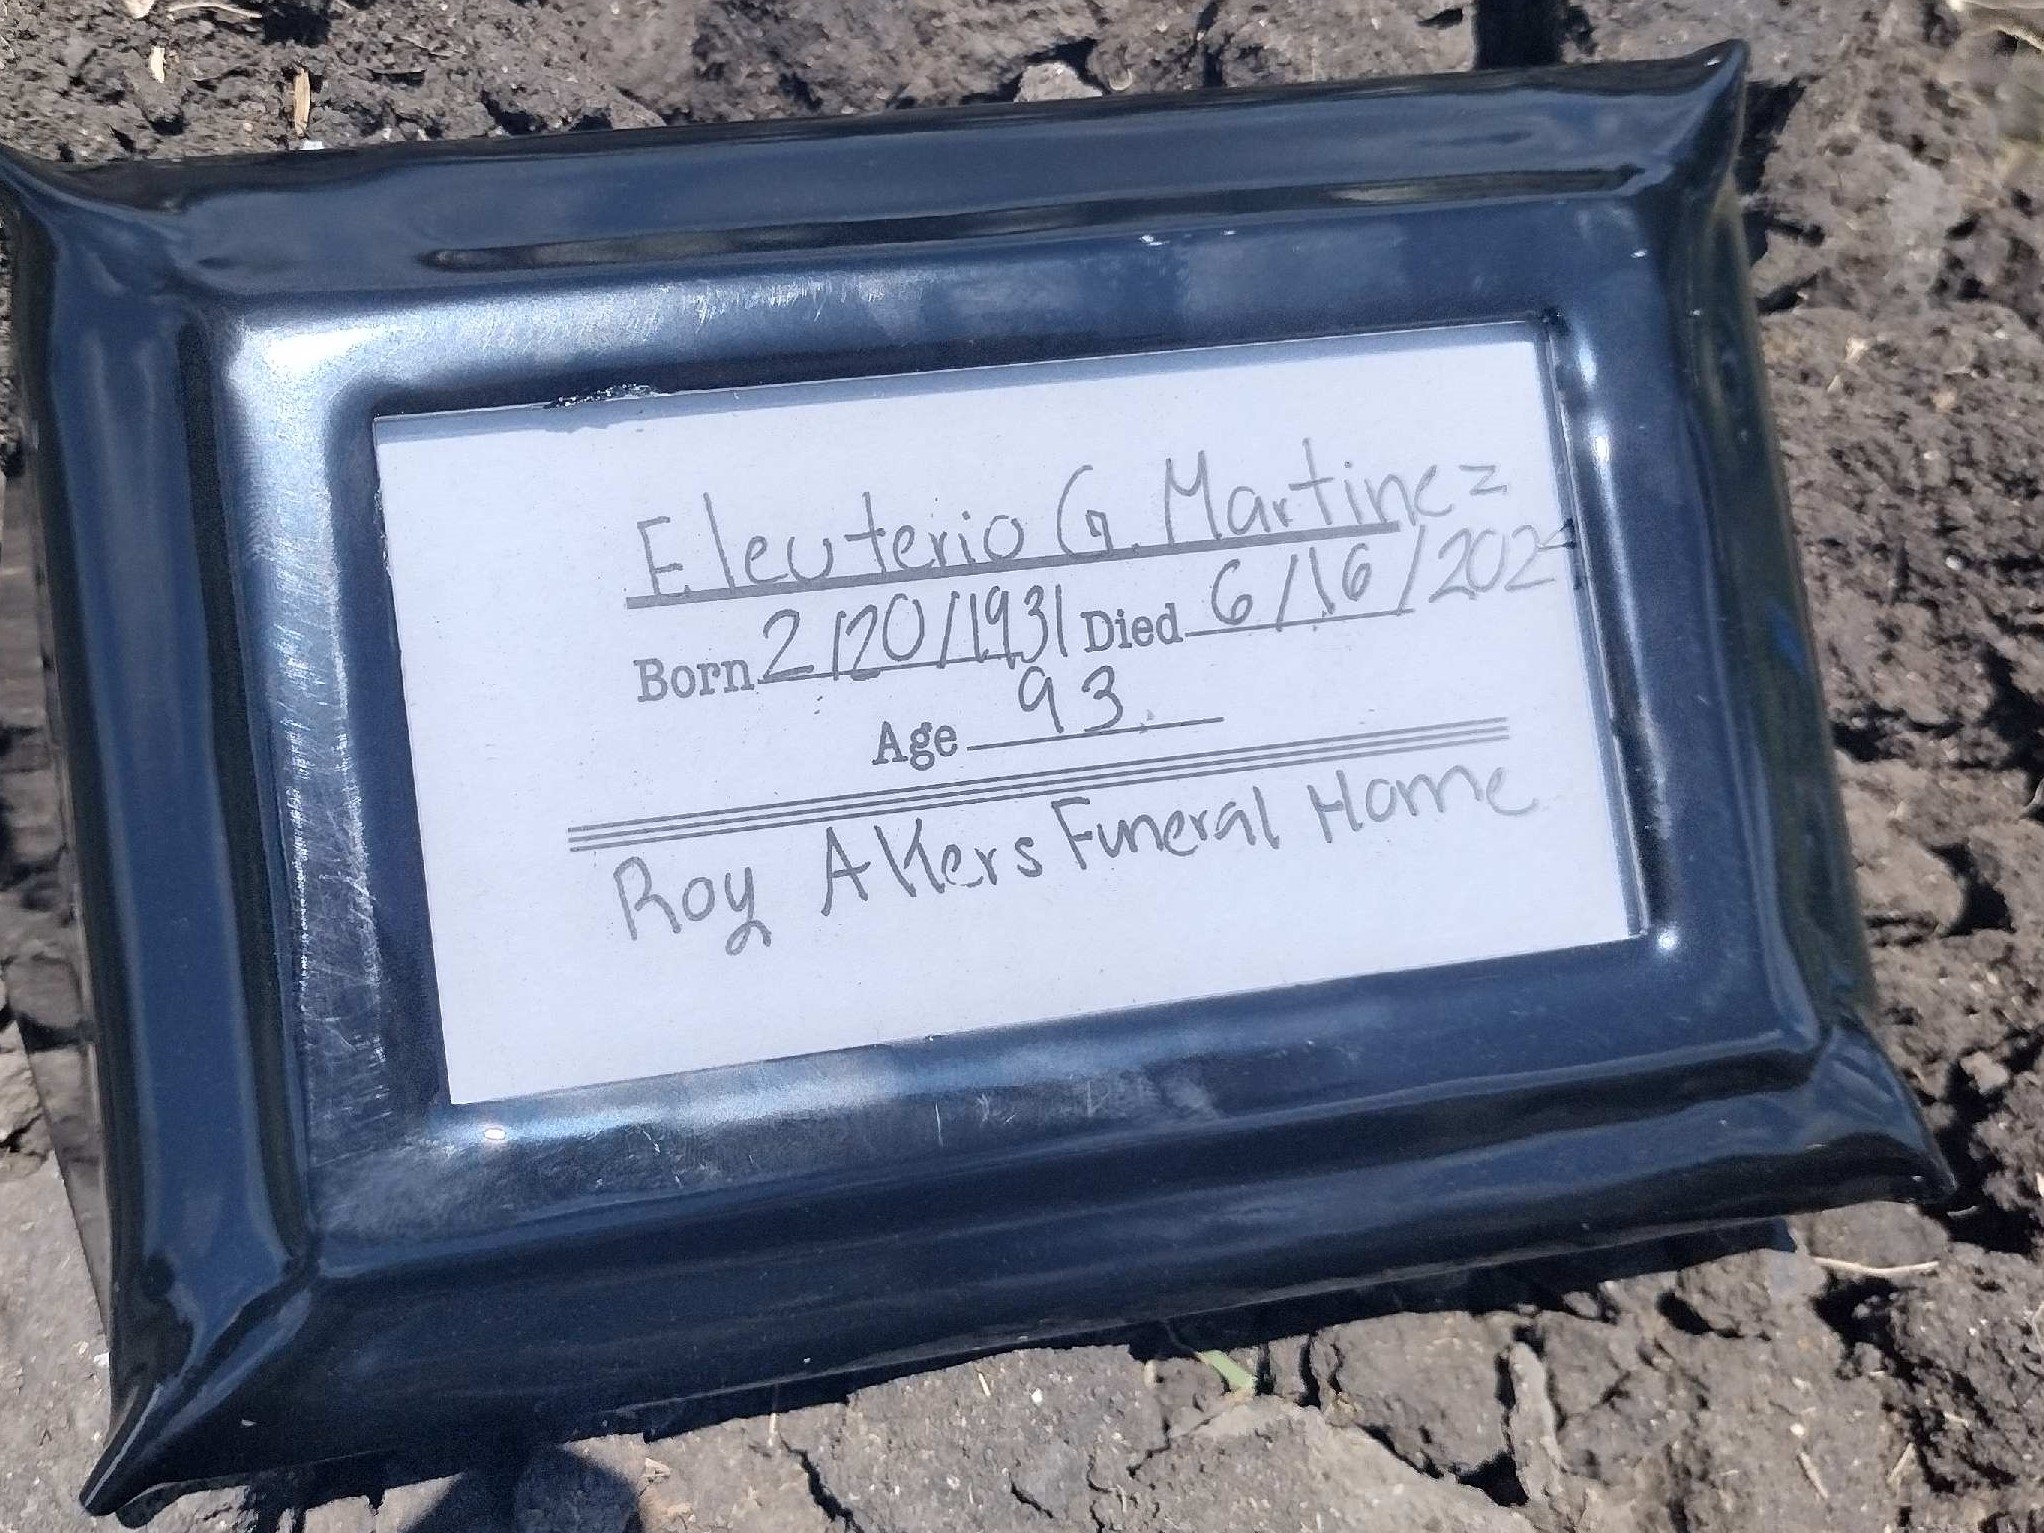 Eleuterio G. Martinez
Born 2/20/1931 Died 6/16/2024
Age 93
Roy Akers Funeral Home